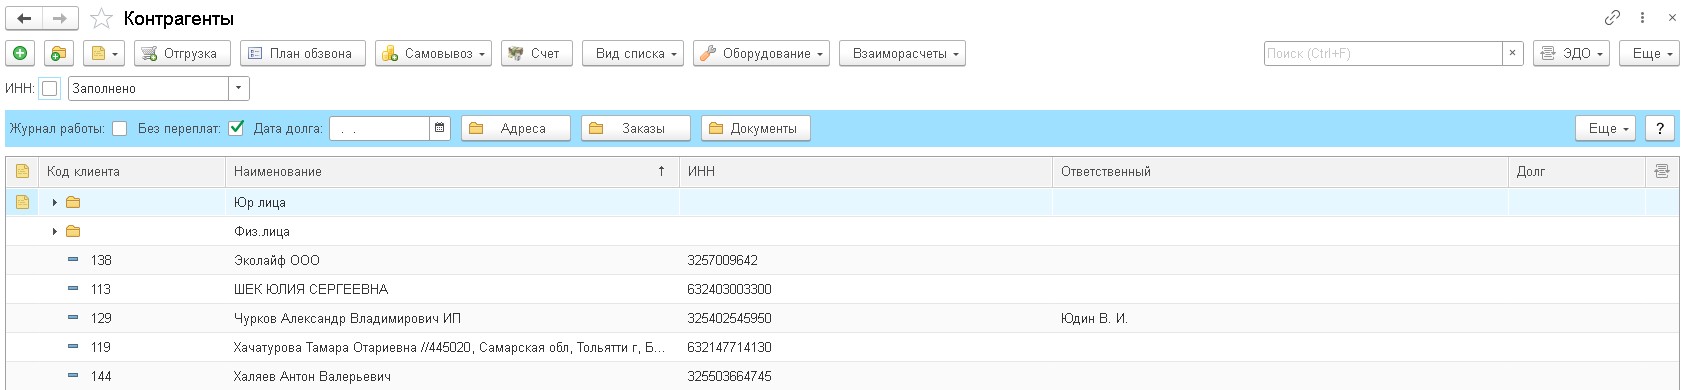 Контрагенты
Отгрузка План обзвона Самовывоз Счет Вид списка Оборудование Взаиморасчеты Поиск (Ctrl+F) × ЭДО Еще
ИНН: Заполнено
Журнал работы: Без переплат: Дата долга: . . Адреса Заказы Документы Еще ?
Код клиента Наименование ↑ ИНН Ответственный Долг
Юр лица
Физ.лица
138 Эколайф ООО 3257009642
113 ШЕК ЮЛИЯ СЕРГЕЕВНА 632403003300
129 Чурков Александр Владимирович ИП 325402545950 Юдин В. И.
119 Хачатурова Тамара Отариевна //445020, Самарская обл, Тольятти г, Б... 632147714130
144 Халяев Антон Валерьевич 325503664745